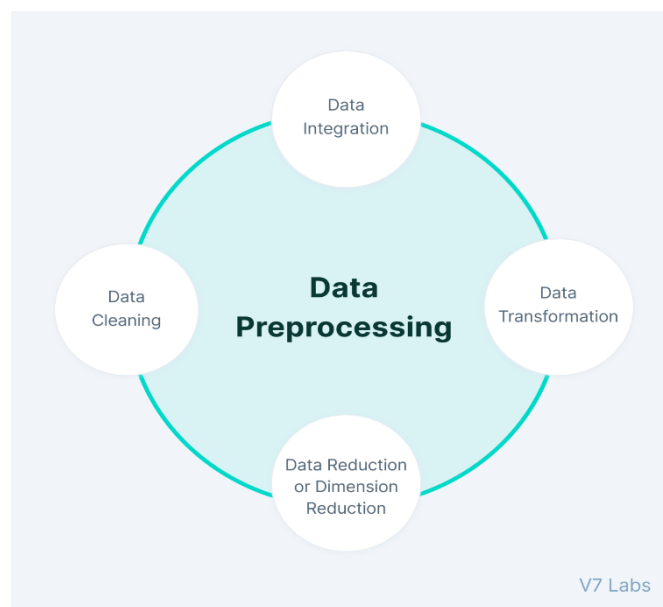 Data
Integration
Data
Cleaning
Data
Preprocessing
Data
Transformation
Data Reduction
or Dimension
Reduction
V7 Labs